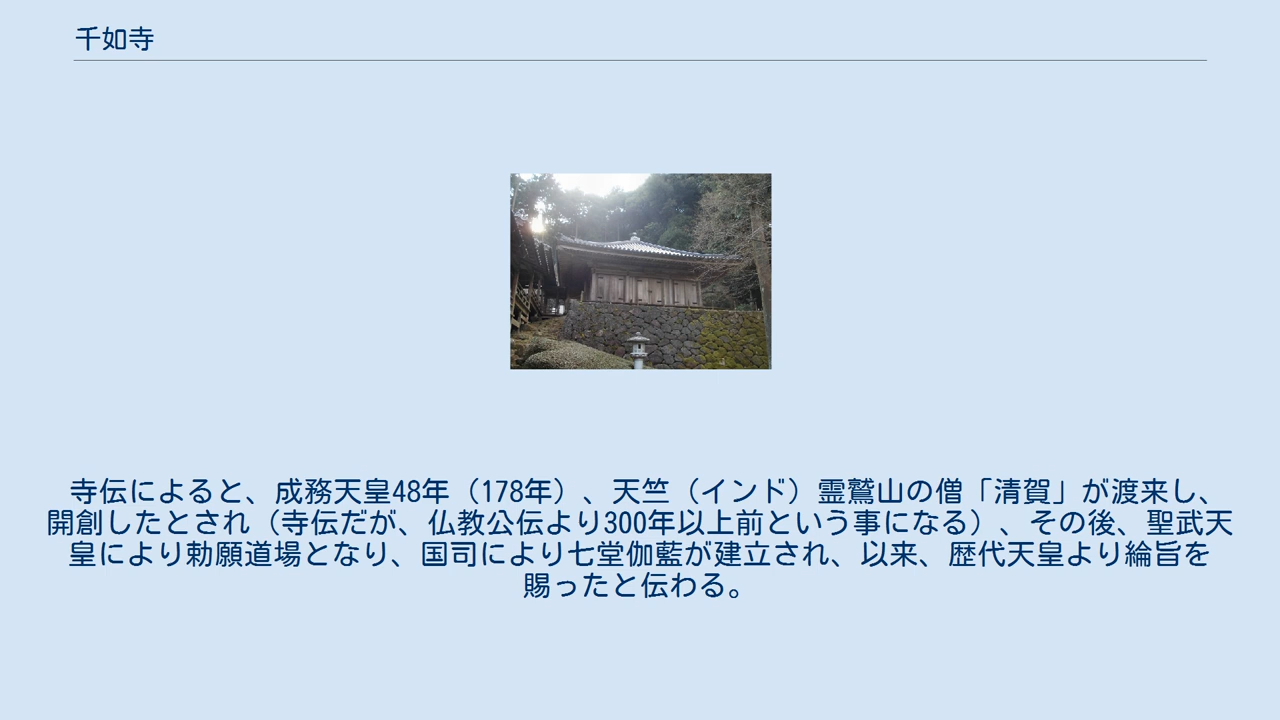 千如寺
寺伝によると、成務天皇48年（178年）、天竺（インド）霊鷲山の僧「清賀」が渡来し、
開創したとされ（寺伝だが、仏教公伝より300年以上前という事になる）、その後、聖武天
皇により勅願道場となり、国司により七堂伽藍が建立され、以来、歴代天皇より綸旨を
賜ったと伝わる。